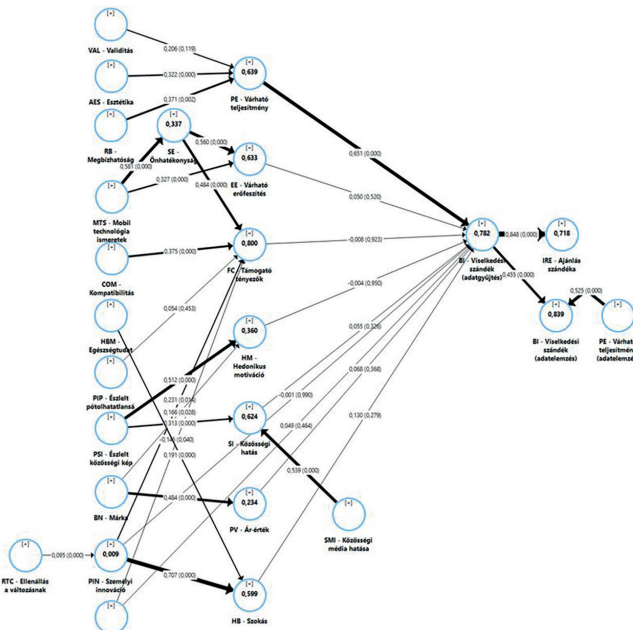 [+]
VAL - Validitás
[+]
AES - Esztétika
[+]
RB -
Megbízhatóság
[+]
MTS - Mobil
technológia
ismeretek
[+]
COM -
Kompatibilitás
HBM -
Egészségtudat
[+]
PIP - Észlelt
pótolhatatlansá
[+]
PSI - Észlelt
közösségi kép
[+]
BN - Márka
[+]
0,009
PIN - Személyi
innováció
[+]
RTC - Ellenállás
a változásnak
[+]
[+]
0,337
SE -
Önhatékonyság
[+]
0,639
PE - Várható
teljesítmény
[+]
0,633
EE - Várható
erőfeszítés
[+]
0,800
FC - Támogató
tényezők
[+]
0,360
HM -
Hedonikus
motiváció
[+]
0,624
SI - Közösségi
hatás
[+]
0,234
PV - Ár-érték
[+]
0,599
HB - Szokás
[+]
SMI - Közösségi
média hatása
[+]
0,782
BI - Viselkedési
szándék
(adatgyűjtés)
[+]
0,718
IRE - Ajánlás
szándéka
[+]
0,839
BI - Viselkedési
szándék
(adatelemzés)
[+]
PE - Várhat
teljesítmén
(adatelemzé
0,206 (0,119)
0,322 (0,000)
0,371 (0,002)
0,581 (0,000)
0,560 (0,000)
0,327 (0,000)
0,484 (0,000)
0,375 (0,000)
0,054 (0,453)
0,512 (0,000)
0,231 (0,014)
0,166 (0,028)
0,313 (0,000)
-0,146 (0,040)
0,191 (0,000)
0,484 (0,000)
0,095 (0,000)
0,707 (0,000)
0,651 (0,000)
0,050 (0,520)
-0,008 (0,923)
-0,004 (0,950)
0,055 (0,326)
-0,001 (0,990)
0,068 (0,368)
0,049 (0,464)
0,130 (0,279)
0,539 (0,000)
0,848 (0,000)
0,455 (0,000)
0,525 (0,000)